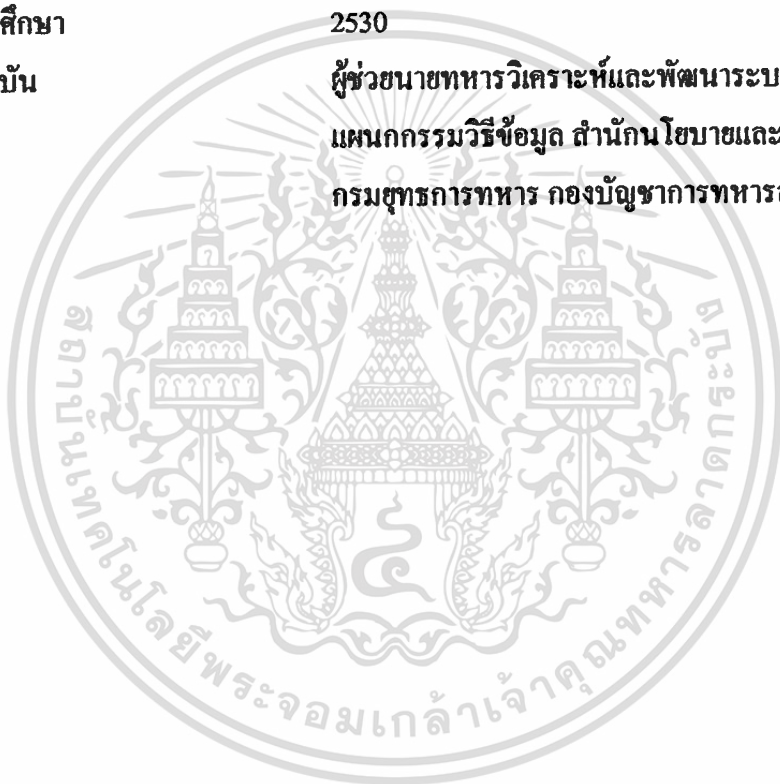 ศึกษา 2530
บัน ผู้ช่วยนายทหารวิเคราะห์และพัฒนาระบ
แผนกกรรมวิธีข้อมูล สำนักนโยบายและ
กรมยุทธการทหาร กองบัญชาการทหารส
สถาบันเทคโนโลยีพระจอมเกล้าเจ้าคุณทหารลาดกระบัง